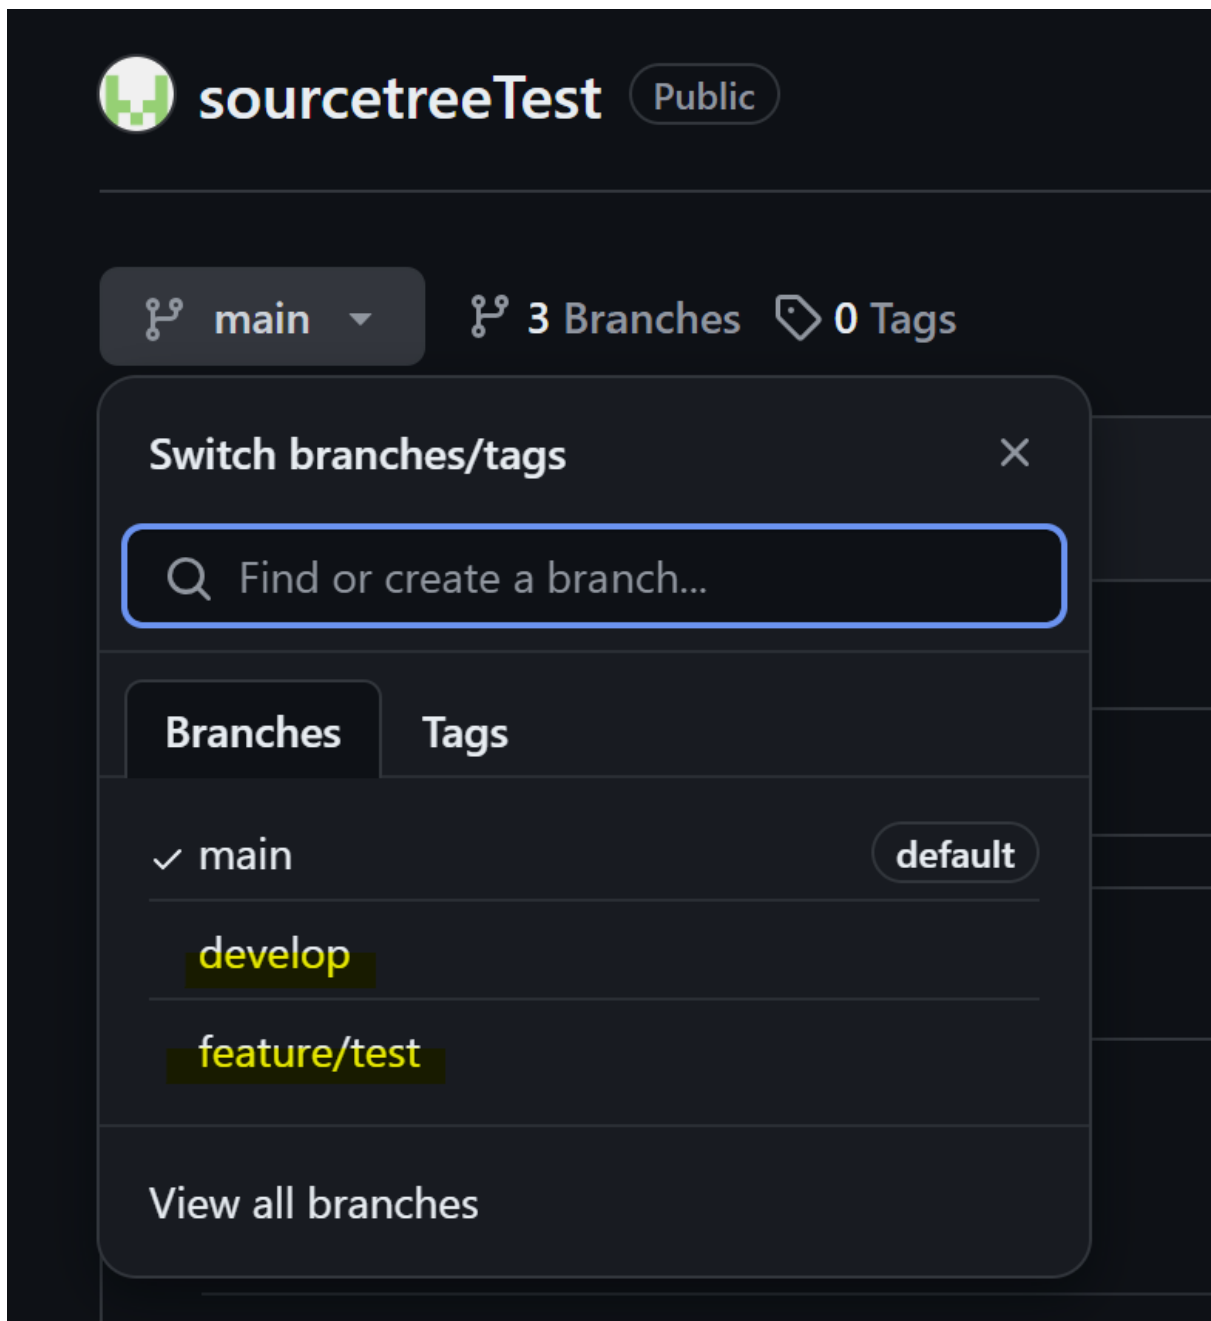 sourcetreeTest Public
main 3 Branches 0 Tags
Switch branches/tags
Find or create a branch...
Branches Tags
main default
develop
feature/test
View all branches